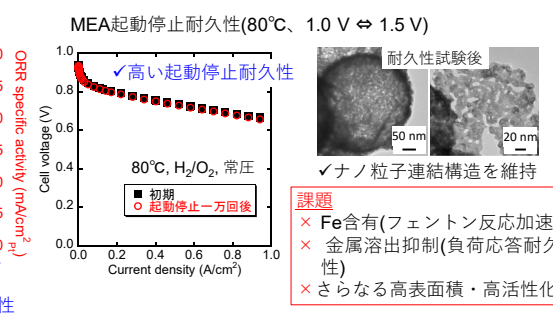 MEA起動停止耐久性(80℃、1.0 V ⇔ 1.5 V)
ORR specific activity (mA/cm²Pt)
Cell voltage (V)
1.0
0.8
0.6
0.4
0.2
0.0
✓高い起動停止耐久性
80℃, H₂/O₂, 常圧
■ 初期
○ 起動停止一万回後
0.0 0.2 0.4 0.6 0.8 1.0
Current density (A/cm²)
耐久性試験後
50 nm
20 nm
✓ナノ粒子連結構造を維持
課題
× Fe含有(フェントン反応加速
× 金属溶出抑制(負荷応答耐久
性)
×さらなる高表面積・高活性化
性